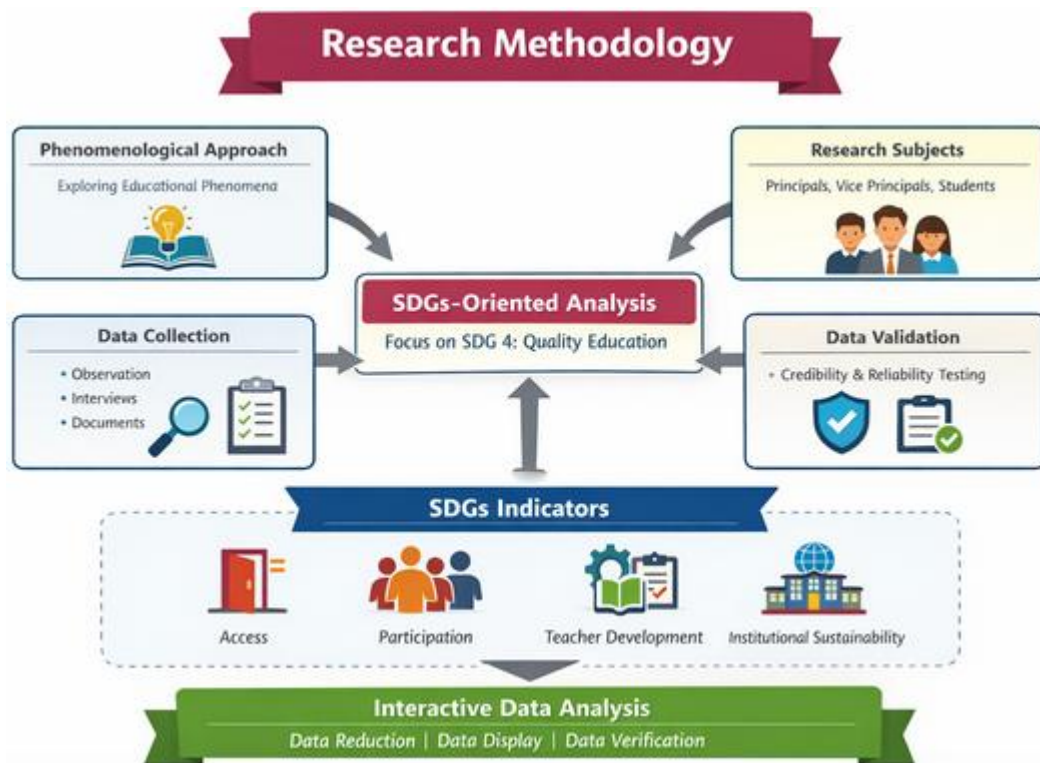 Research Methodology
Phenomenological Approach
Exploring Educational Phenomena
Research Subjects
Principals, Vice Principals, Students
SDGs-Oriented Analysis
Focus on SDG 4: Quality Education
Data Collection
• Observation
• Interviews
• Documents
Data Validation
• Credibility & Reliability Testing
SDGs Indicators
Access
Participation
Teacher Development
Institutional Sustainability
Interactive Data Analysis
Data Reduction | Data Display | Data Verification